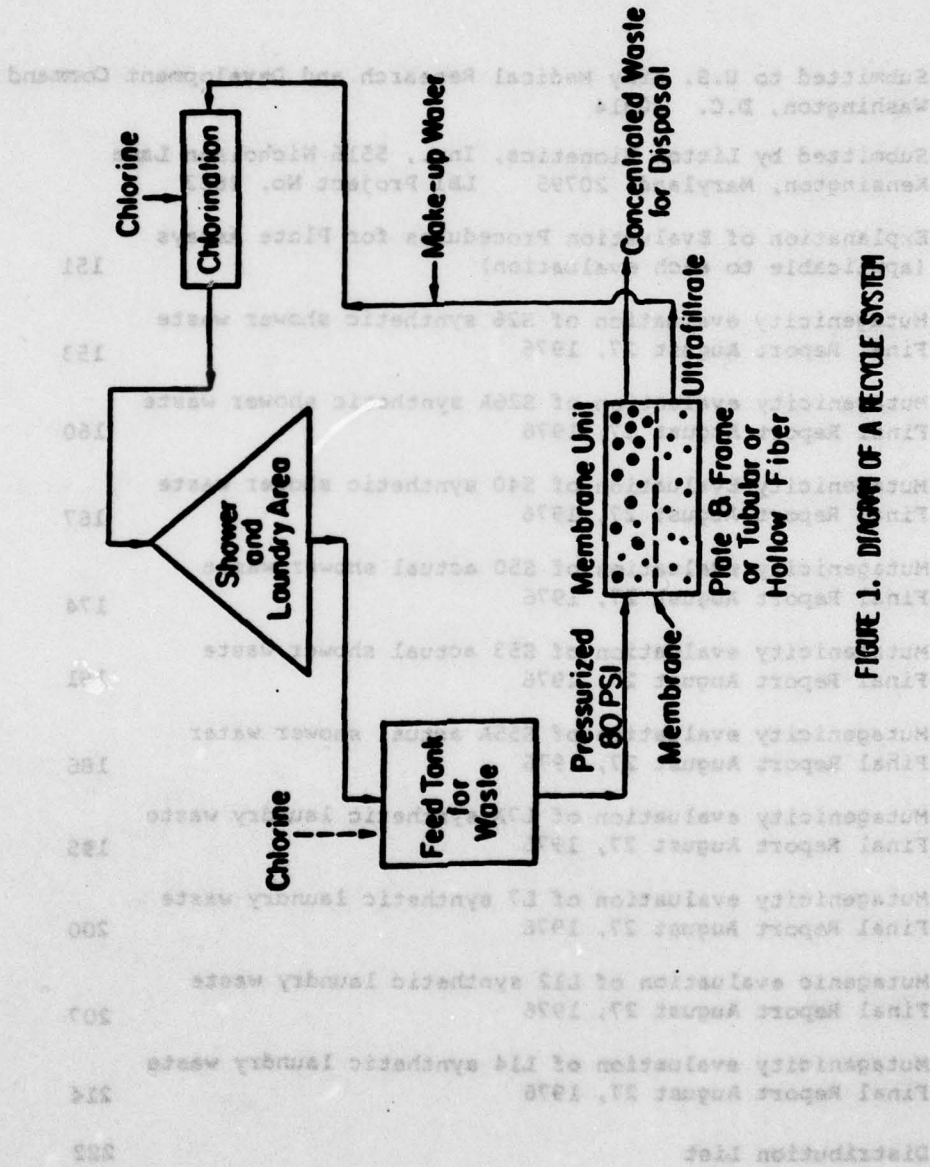 Chlorine
Chlorination
Make-up Water
Shower
and
Laundry Area
Chlorine
Feed Tank
for
Waste
Pressurized
80 PSI
Membrane
Membrane Unit
Plate & Frame
or Tubular or
Hollow Fiber
Ultrafiltrate
Concentrated Waste
for Disposal
FIGURE 1. DIAGRAM OF A RECYCLE SYSTEM
Submitted to U.S. Medical Research and Development Command
Washington, D.C.
Submitted by Litton Bionetics, Inc., 5516 Nicholson Lane
Kensington, Maryland 20795 LBI Project No.
Explanation of Evaluation Procedures for Plate Assays
(applicable to each evaluation) 151
Mutagenicity evaluation of S26 synthetic shower waste
Final Report August 27, 1976 153
Mutagenicity evaluation of S26A synthetic shower waste
Final Report August 27, 1976 160
Mutagenicity Evaluation of S40 synthetic shower waste
Final Report August 27, 1976 167
Mutagenicity evaluation of S50 actual shower waste
Final Report August 27, 1976 174
Mutagenicity evaluation of S53 actual shower waste
Final Report August 27, 1976 181
Mutagenicity evaluation of S55A actual shower water
Final Report August 27, 1976 186
Mutagenicity evaluation of synthetic laundry waste
Final Report August 27, 1976
Mutagenicity evaluation of L7 synthetic laundry waste
Final Report August 27, 1976 200
Mutagenic evaluation of L12 synthetic laundry waste
Final Report August 27, 1976 207
Mutagenicity evaluation of L14 synthetic laundry waste
Final Report August 27, 1976 214
Distribution List 222